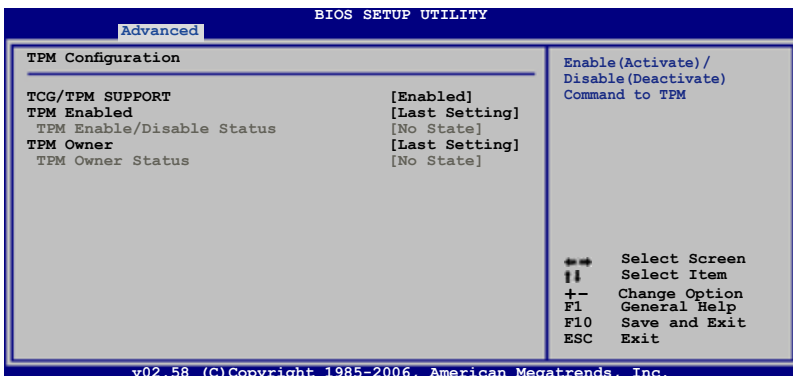 BIOS SETUP UTILITY
Advanced
TPM Configuration
TCG/TPM SUPPORT [Enabled]
TPM Enabled [Last Setting]
TPM Enable/Disable Status [No State]
TPM Owner [Last Setting]
TPM Owner Status [No State]
Enable(Activate)/
Disable(Deactivate)
Command to TPM
←→ Select Screen
↑↓ Select Item
+- Change Option
F1 General Help
F10 Save and Exit
ESC Exit
v02.58 (C)Copyright 1985-2006, American Megatrends, Inc.